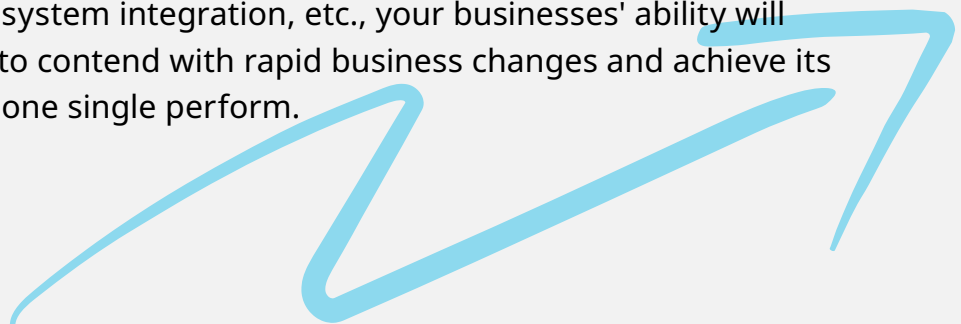 system integration, etc., your businesses' ability will
to contend with rapid business changes and achieve its
one single perform.